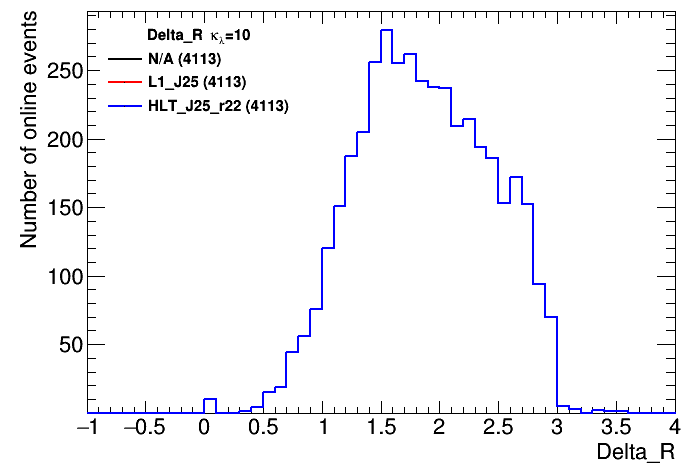 Delta_R κλ=10
N/A (4113)
L1_J25 (4113)
HLT_J25_r22 (4113)
Number of online events
250
200
150
100
50
−1 −0.5 0 0.5 1 1.5 2 2.5 3 3.5 4
Delta_R